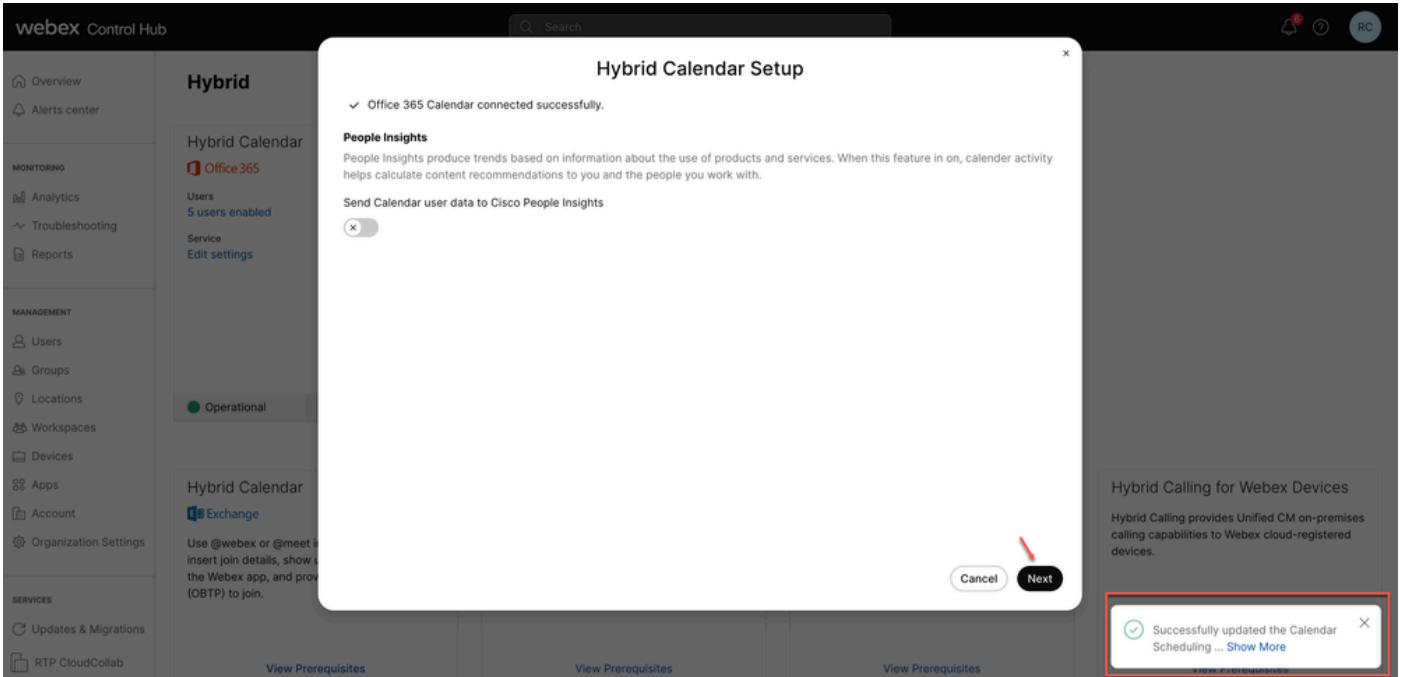 webex Control Hub
Search
6
RC
Overview
Alerts center
MONITORING
Analytics
Troubleshooting
Reports
MANAGEMENT
Users
Groups
Locations
Workspaces
Devices
Apps
Account
Organization Settings
SERVICES
Updates & Migrations
RTP CloudCollab
Hybrid
Hybrid Calendar
Office 365
Users
5 users enabled
Service
Edit settings
Operational
Hybrid Calendar
Exchange
Use @webex or @meet
insert join details, show
the Webex app, and
(OBTP) to join.
View Prerequisites
View Prerequisites
View Prerequisites
Hybrid Calendar Setup
Office 365 Calendar connected successfully.
People Insights
People Insights produce trends based on information about the use of products and services. When this feature in on, calender activity
helps calculate content recommendations to you and the people you work with.
Send Calendar user data to Cisco People Insights
Cancel
Next
Hybrid Calling for Webex Devices
Hybrid Calling provides Unified CM on-premises
calling capabilities to Webex cloud-registered
devices.
Successfully updated the Calendar
Scheduling ... Show More
View Prerequisites